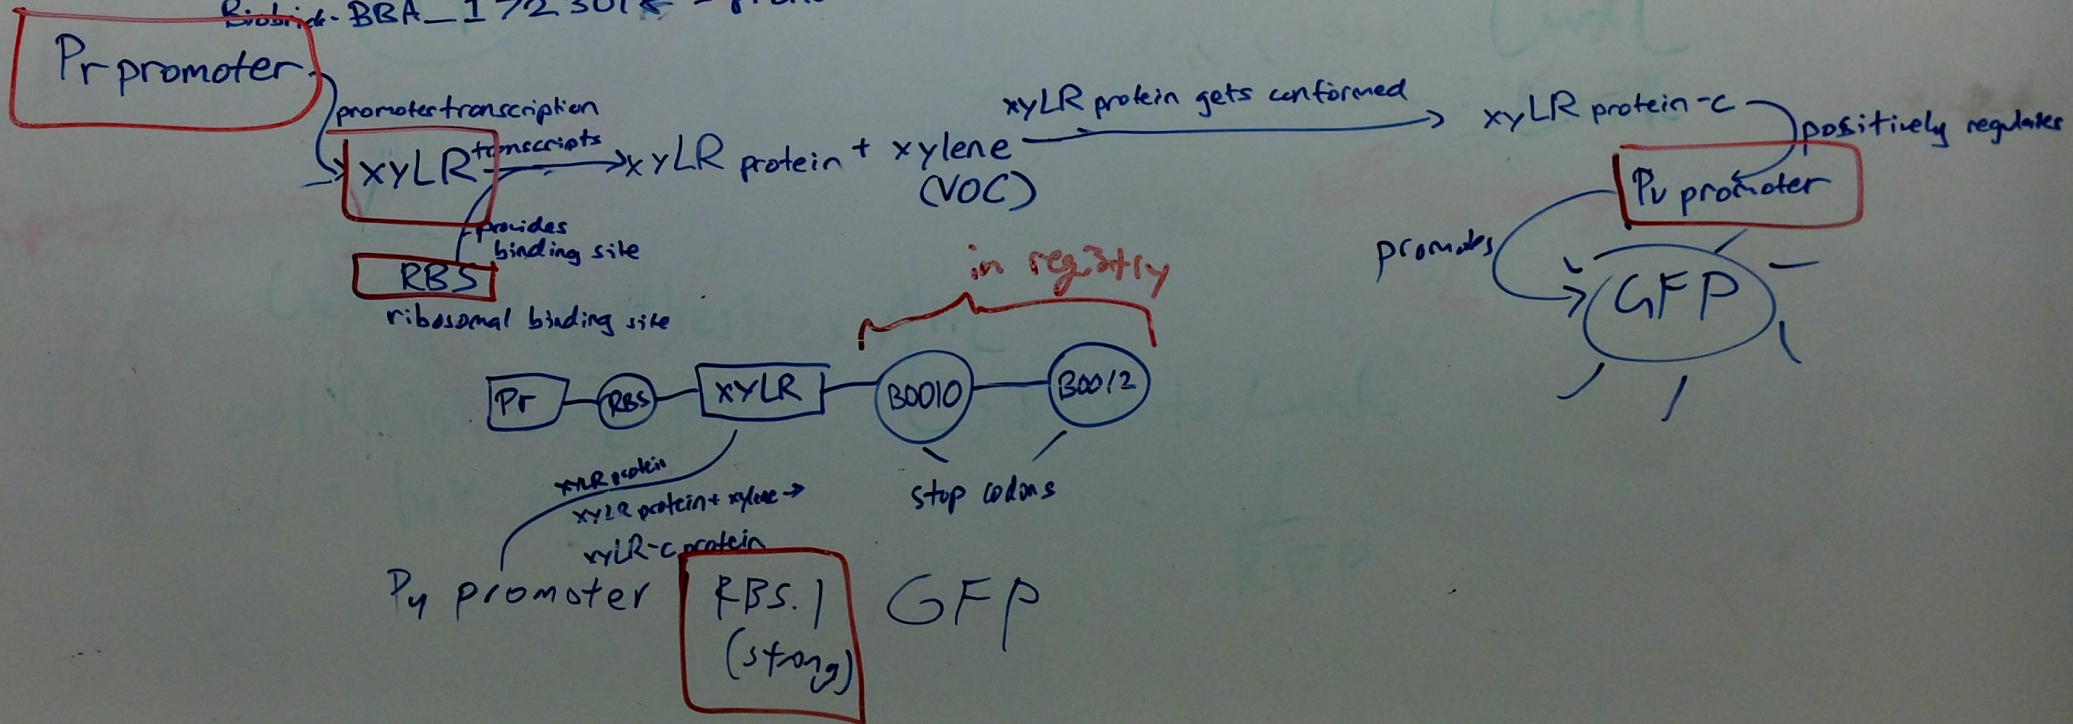 BBA_1723018
Pr promoter
promoter transcription
xyLR protein gets conformed
xyLR protein-c
positively regulates
xyLR
transcripts
xyLR protein + xylene
(VOC)
Pu promoter
provides
binding site
RBS
ribosomal binding site
promotes
GFP
in registry
Pr
RBS
xyLR
B0010
B0012
stop codons
xyLR protein
xyLR protein + xylene →
xyLR-c protein
Pu promoter
RBS.1
(strong)
GFP